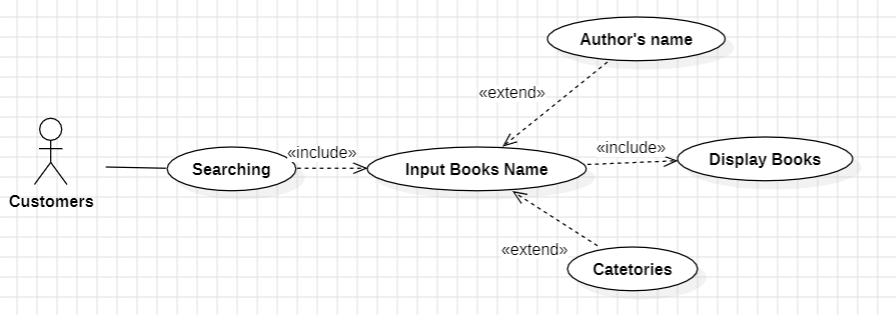 Author's name
«extend»
Customers
Searching
«include»
Input Books Name
«include»
Display Books
«extend»
Catetories